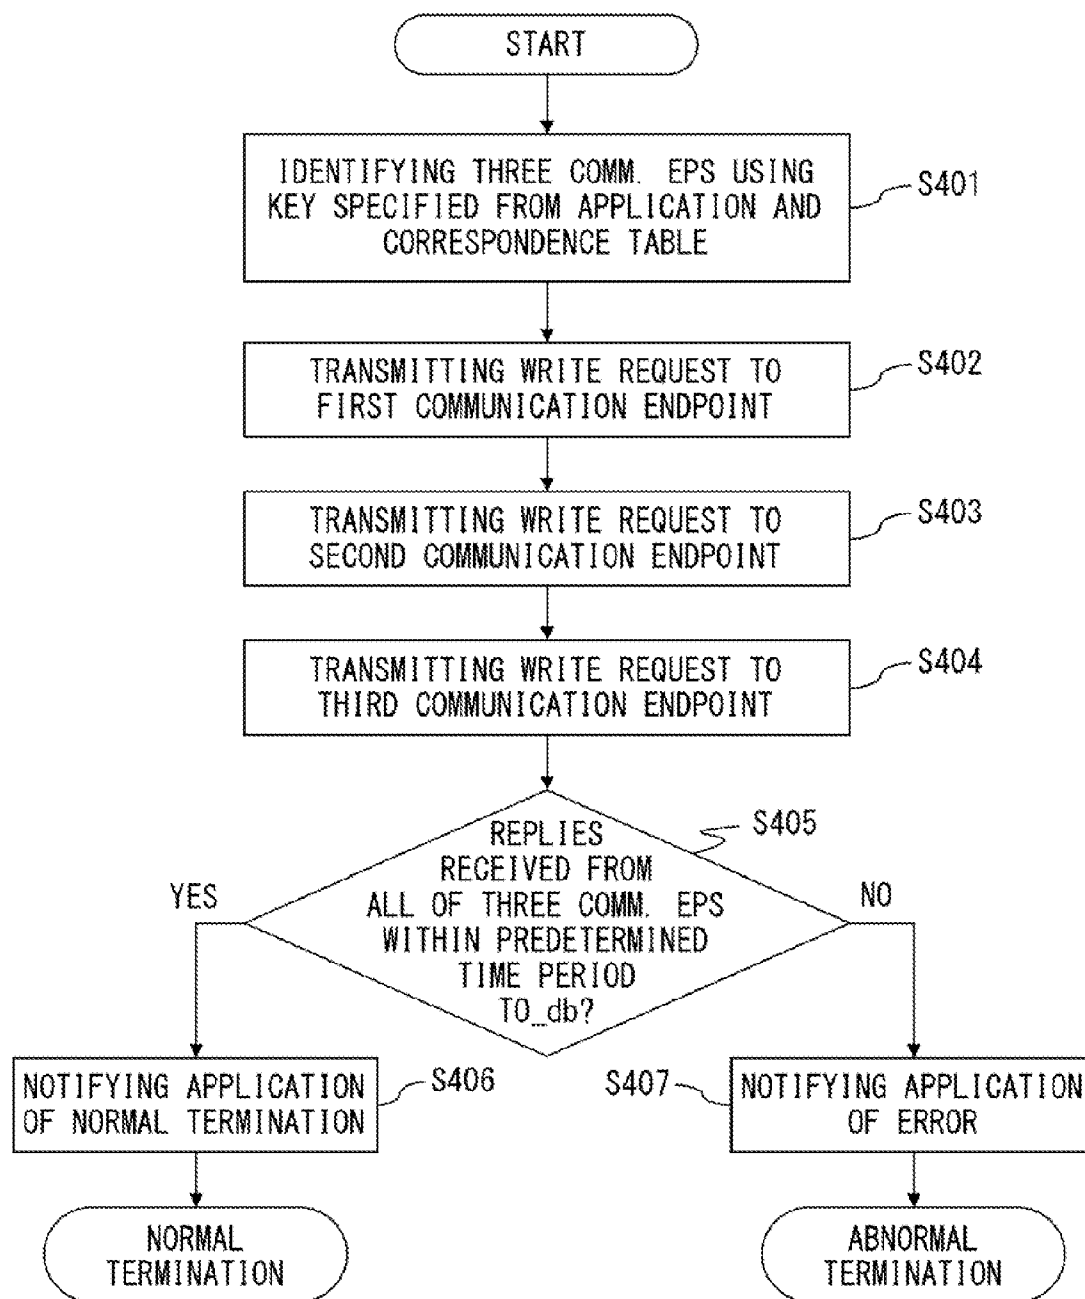 START
IDENTIFYING THREE COMM. EPS USING
KEY SPECIFIED FROM APPLICATION AND
CORRESPONDENCE TABLE
S401
TRANSMITTING WRITE REQUEST TO
FIRST COMMUNICATION ENDPOINT
S402
TRANSMITTING WRITE REQUEST TO
SECOND COMMUNICATION ENDPOINT
S403
TRANSMITTING WRITE REQUEST TO
THIRD COMMUNICATION ENDPOINT
S404
REPLIES
RECEIVED FROM
ALL OF THREE COMM. EPS
WITHIN PREDETERMINED
TIME PERIOD
TO_db?
S405
YES
NO
NOTIFYING APPLICATION
OF NORMAL TERMINATION
S406
S407
NOTIFYING APPLICATION
OF ERROR
NORMAL
TERMINATION
ABNORMAL
TERMINATION